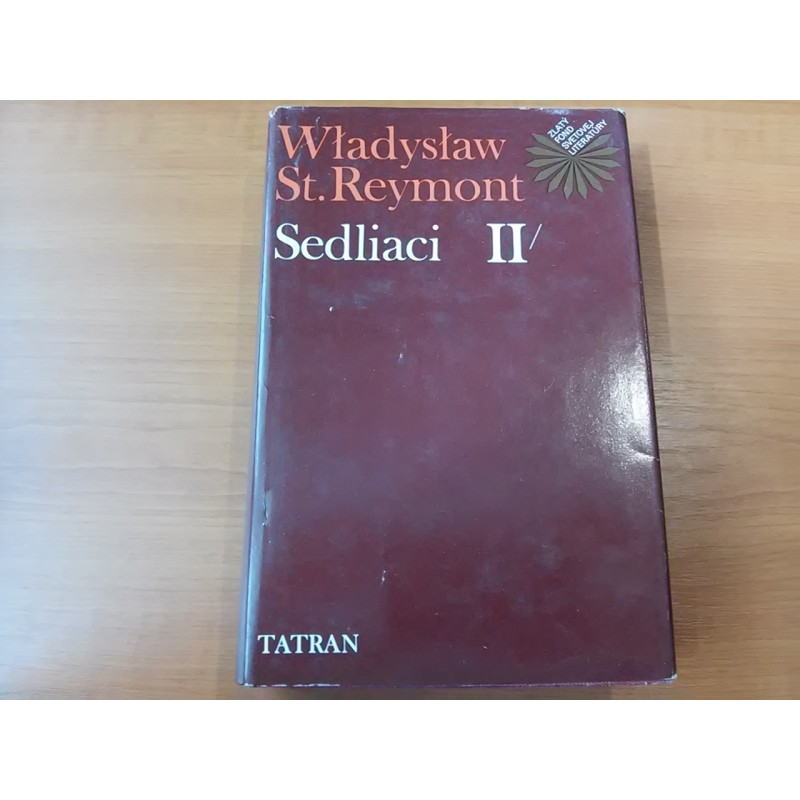 Władysław
St. Reymont
Sedliaci II/
ZLATÝ
FOND
SVETOVEJ
LITERATÚRY
TATRAN